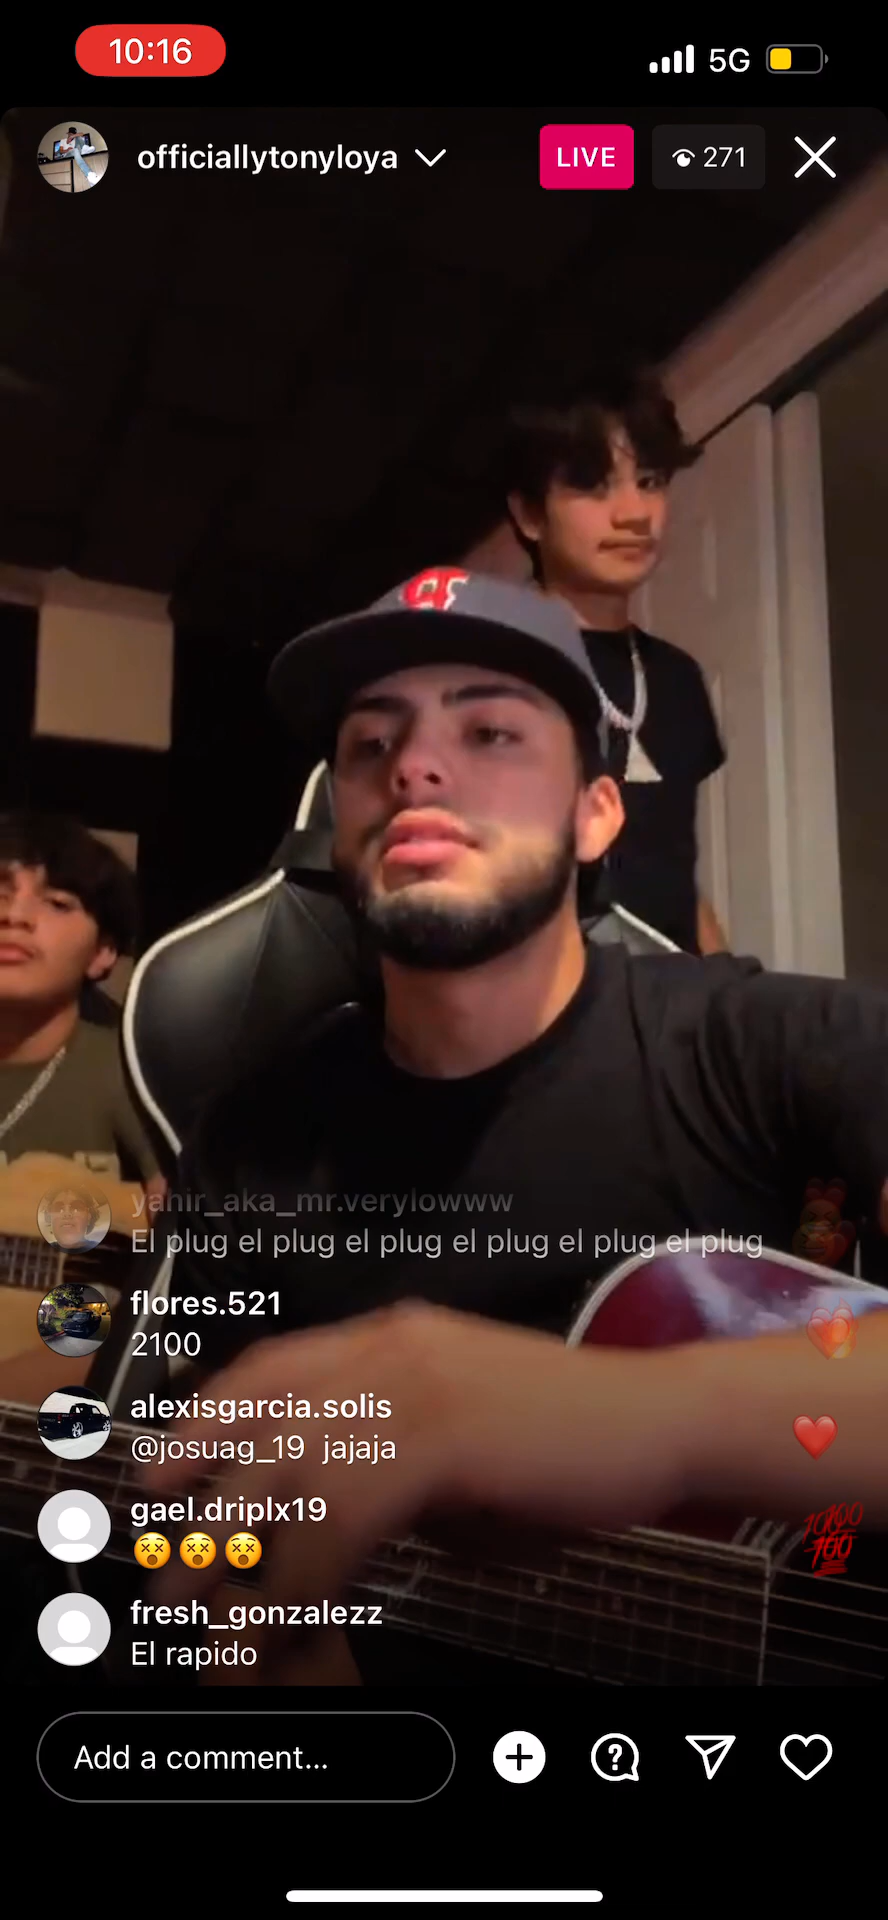 10:16
5G
officiallytonyloya
LIVE
271
yahir_aka_mr.verylowww
El plug el plug el plug el plug el plug el plug
flores.521
2100
alexisgarcia.solis
@josuag_19 jajaja
gael.driplx19
😵😵😵
fresh_gonzalezz
El rapido
Add a comment...